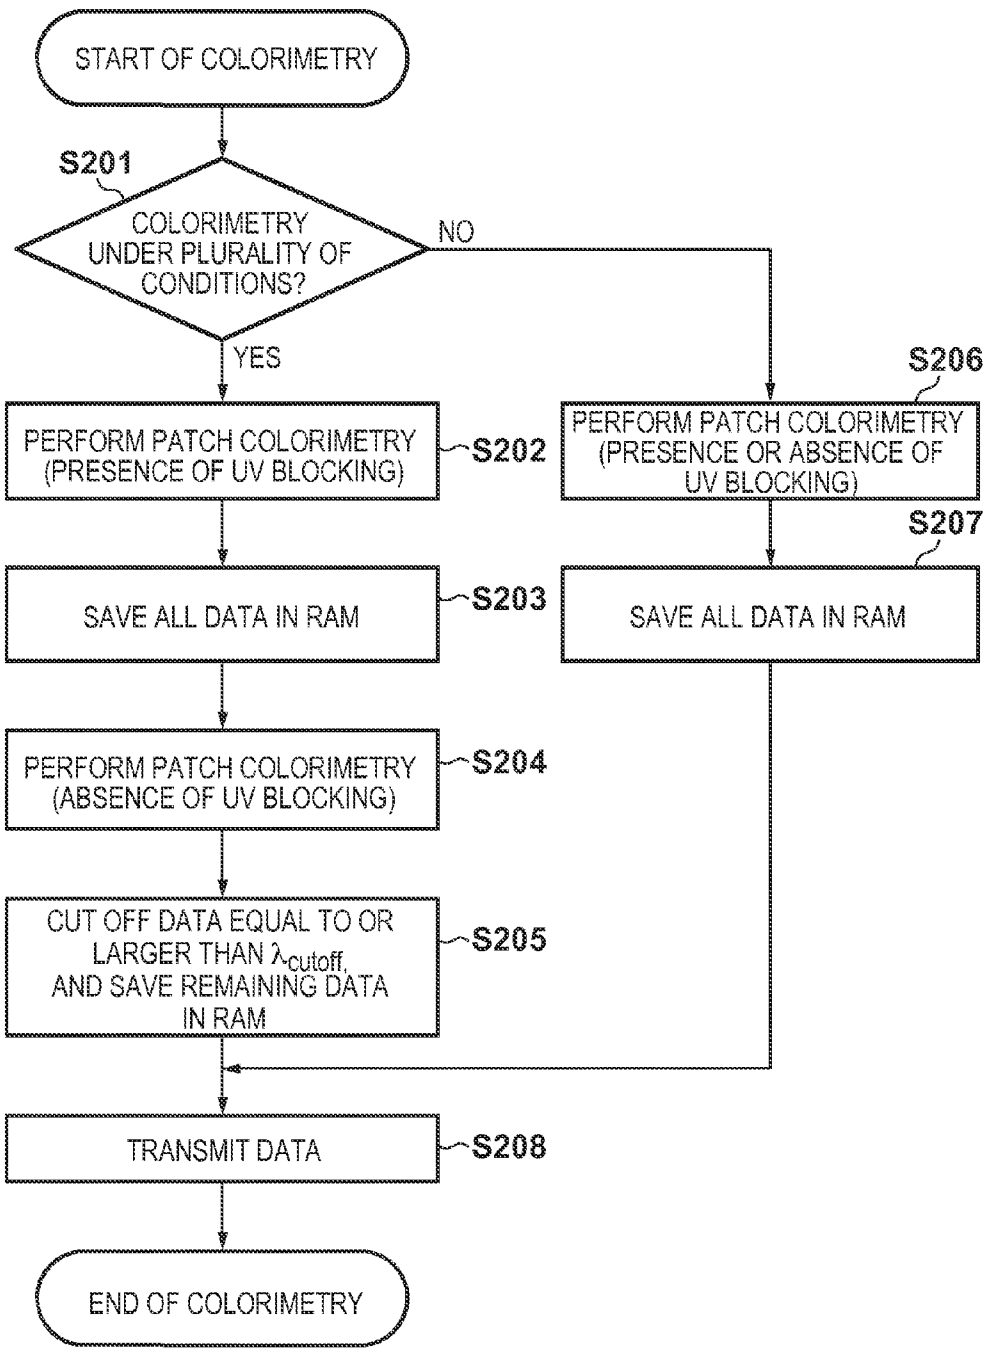 START OF COLORIMETRY
S201
COLORIMETRY
UNDER PLURALITY OF
CONDITIONS?
NO
YES
PERFORM PATCH COLORIMETRY
(PRESENCE OF UV BLOCKING)
S202
S206
PERFORM PATCH COLORIMETRY
(PRESENCE OR ABSENCE OF
UV BLOCKING)
SAVE ALL DATA IN RAM
S203
S207
SAVE ALL DATA IN RAM
PERFORM PATCH COLORIMETRY
(ABSENCE OF UV BLOCKING)
S204
CUT OFF DATA EQUAL TO OR
LARGER THAN λcutoff,
AND SAVE REMAINING DATA
IN RAM
S205
TRANSMIT DATA
S208
END OF COLORIMETRY